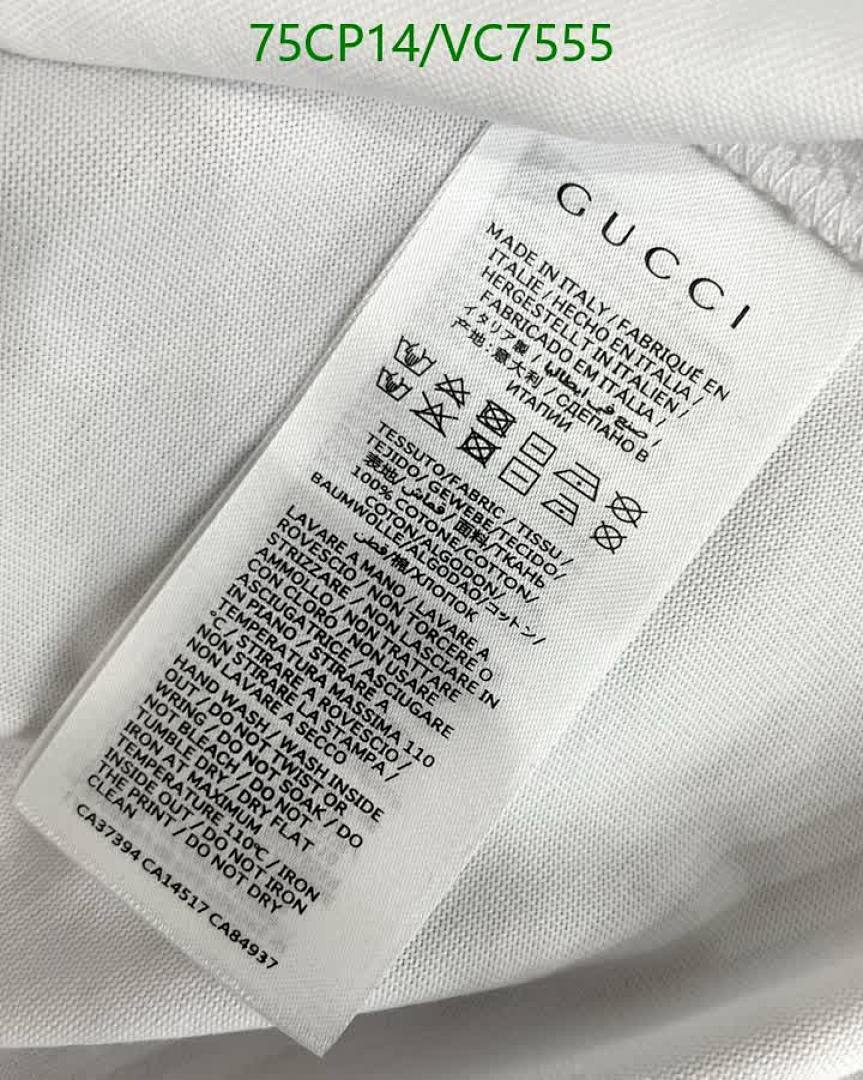 75CP14/VC7555
GUCCI
MADE IN ITALY / FABRIQUÉ EN
ITALIE / HECHO EN ITALIA /
HERGESTELLT IN ITALIEN /
FABRICADO EM ITÁLIA /
イタリア製 / صنع في إيطاليا /
产地：意大利 / СДЕПАНО В
ИТАПИИ
TESSUTO/FABRIC / TISSU /
TEJIDO/ GEWEBE/TECIDO/
表地/قماش/ 面料/ТКАНЬ
100% COTONE/COTTON/
COTON/ALGODON/
BAUMWOLLE/ALGODÃO/コットン/
قطن/棉/ХЛОПОК
LAVARE A MANO / LAVARE A
ROVESCIO / NON TORCERE O
STRIZZARE / NON LASCIARE IN
AMMOLLO / NON TRATTARE
CON CLORO / NON USARE
ASCIUGATRICE / ASCIUGARE
IN PIANO / STIRARE A
TEMPERATURA MASSIMA 110
°C / STIRARE A ROVESCIO /
NON STIRARE LA STAMPA /
NON LAVARE A SECCO
HAND WASH / WASH INSIDE
OUT / DO NOT TWIST OR
WRING / DO NOT SOAK / DO
NOT BLEACH / DO NOT
TUMBLE DRY / DRY FLAT
IRON AT MAXIMUM
TEMPERATURE 110℃ / IRON
INSIDE OUT / DO NOT IRON
THE PRINT / DO NOT DRY
CLEAN
CA37394 CA14517 CA84937